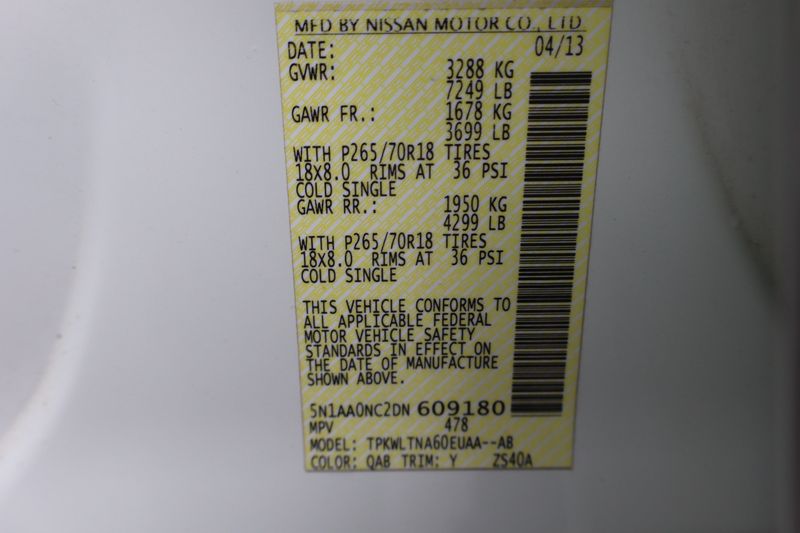 MFD BY NISSAN MOTOR CO., LTD.
DATE: 04/13
GVWR: 3288 KG
7249 LB
GAWR FR.: 1678 KG
3699 LB
WITH P265/70R18 TIRES
18X8.0 RIMS AT 36 PSI
COLD SINGLE
GAWR RR.: 1950 KG
4299 LB
WITH P265/70R18 TIRES
18X8.0 RIMS AT 36 PSI
COLD SINGLE
THIS VEHICLE CONFORMS TO
ALL APPLICABLE FEDERAL
MOTOR VEHICLE SAFETY
STANDARDS IN EFFECT ON
THE DATE OF MANUFACTURE
SHOWN ABOVE.
5N1AA0NC2DN 609180
MPV 478
MODEL: TPKWLTNA60EUAA--AB
COLOR: QAB TRIM: Y ZS40A